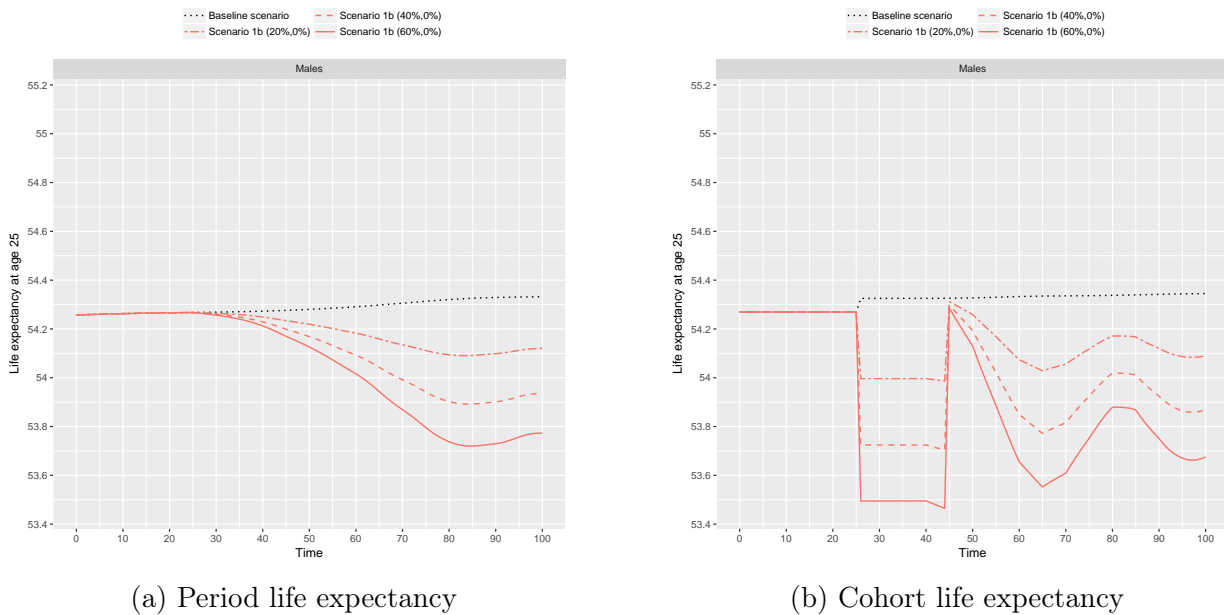 Baseline scenario
Scenario 1b (40%,0%)
Scenario 1b (20%,0%)
Scenario 1b (60%,0%)
Males
55.2
55
54.8
54.6
54.4
54.2
54
53.8
53.6
53.4
Life expectancy at age 25
0 10 20 30 40 50 60 70 80 90 100
Time
(a) Period life expectancy
Baseline scenario
Scenario 1b (40%,0%)
Scenario 1b (20%,0%)
Scenario 1b (60%,0%)
Males
55.2
55
54.8
54.6
54.4
54.2
54
53.8
53.6
53.4
Life expectancy at age 25
0 10 20 30 40 50 60 70 80 90 100
Time
(b) Cohort life expectancy